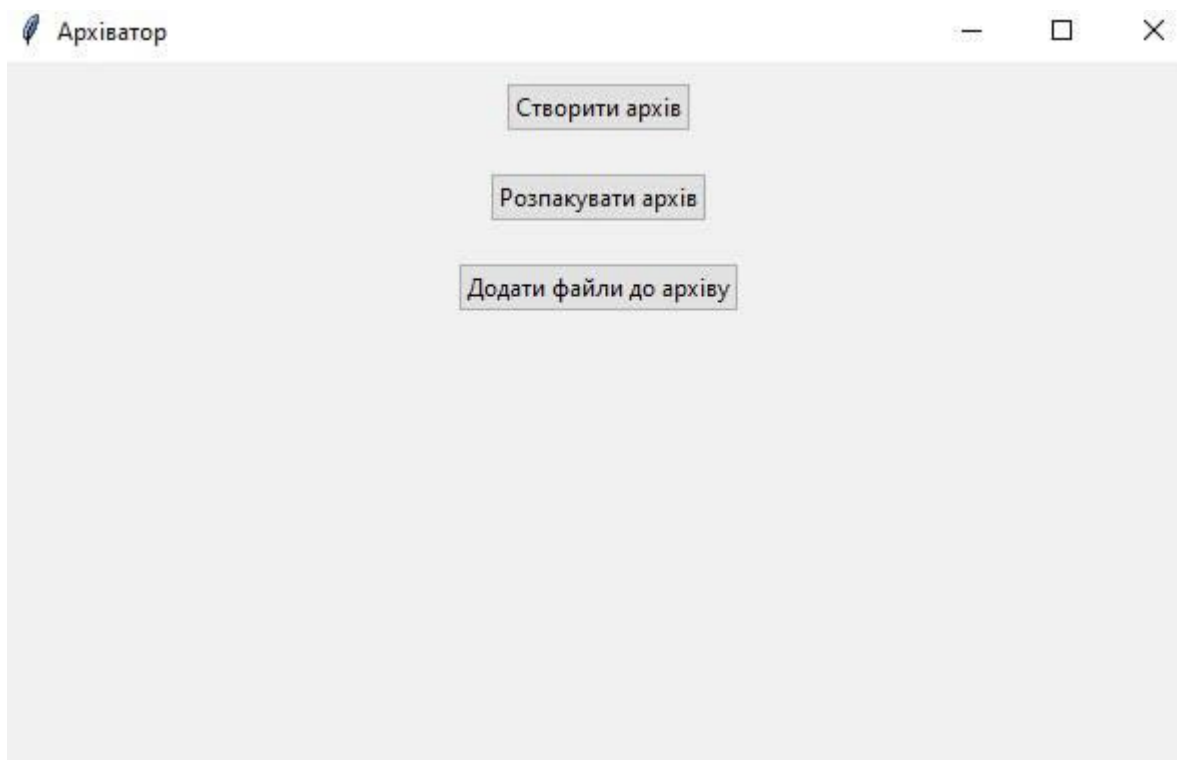 Архіватор
Створити архів
Розпакувати архів
Додати файли до архіву